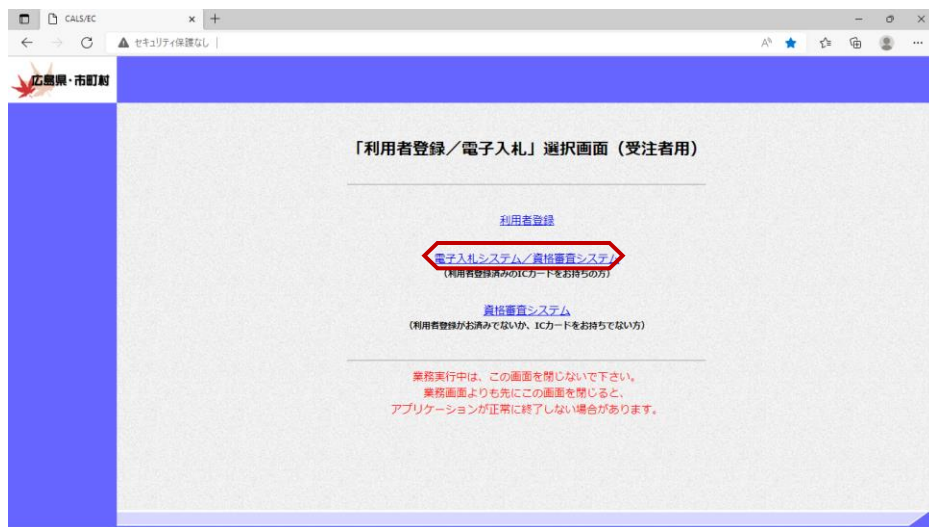 CALS/EC
セキュリティ保護なし
広島県・市町村
「利用者登録／電子入札」選択画面（受注者用）
利用者登録
電子入札システム／資格審査システム
（利用者登録済みのICカードをお持ちの方）
資格審査システム
（利用者登録がお済みでないか、ICカードをお持ちでない方）
業務実行中は、この画面を閉じないで下さい。
業務画面よりも先にこの画面を閉じると、
アプリケーションが正常に終了しない場合があります。